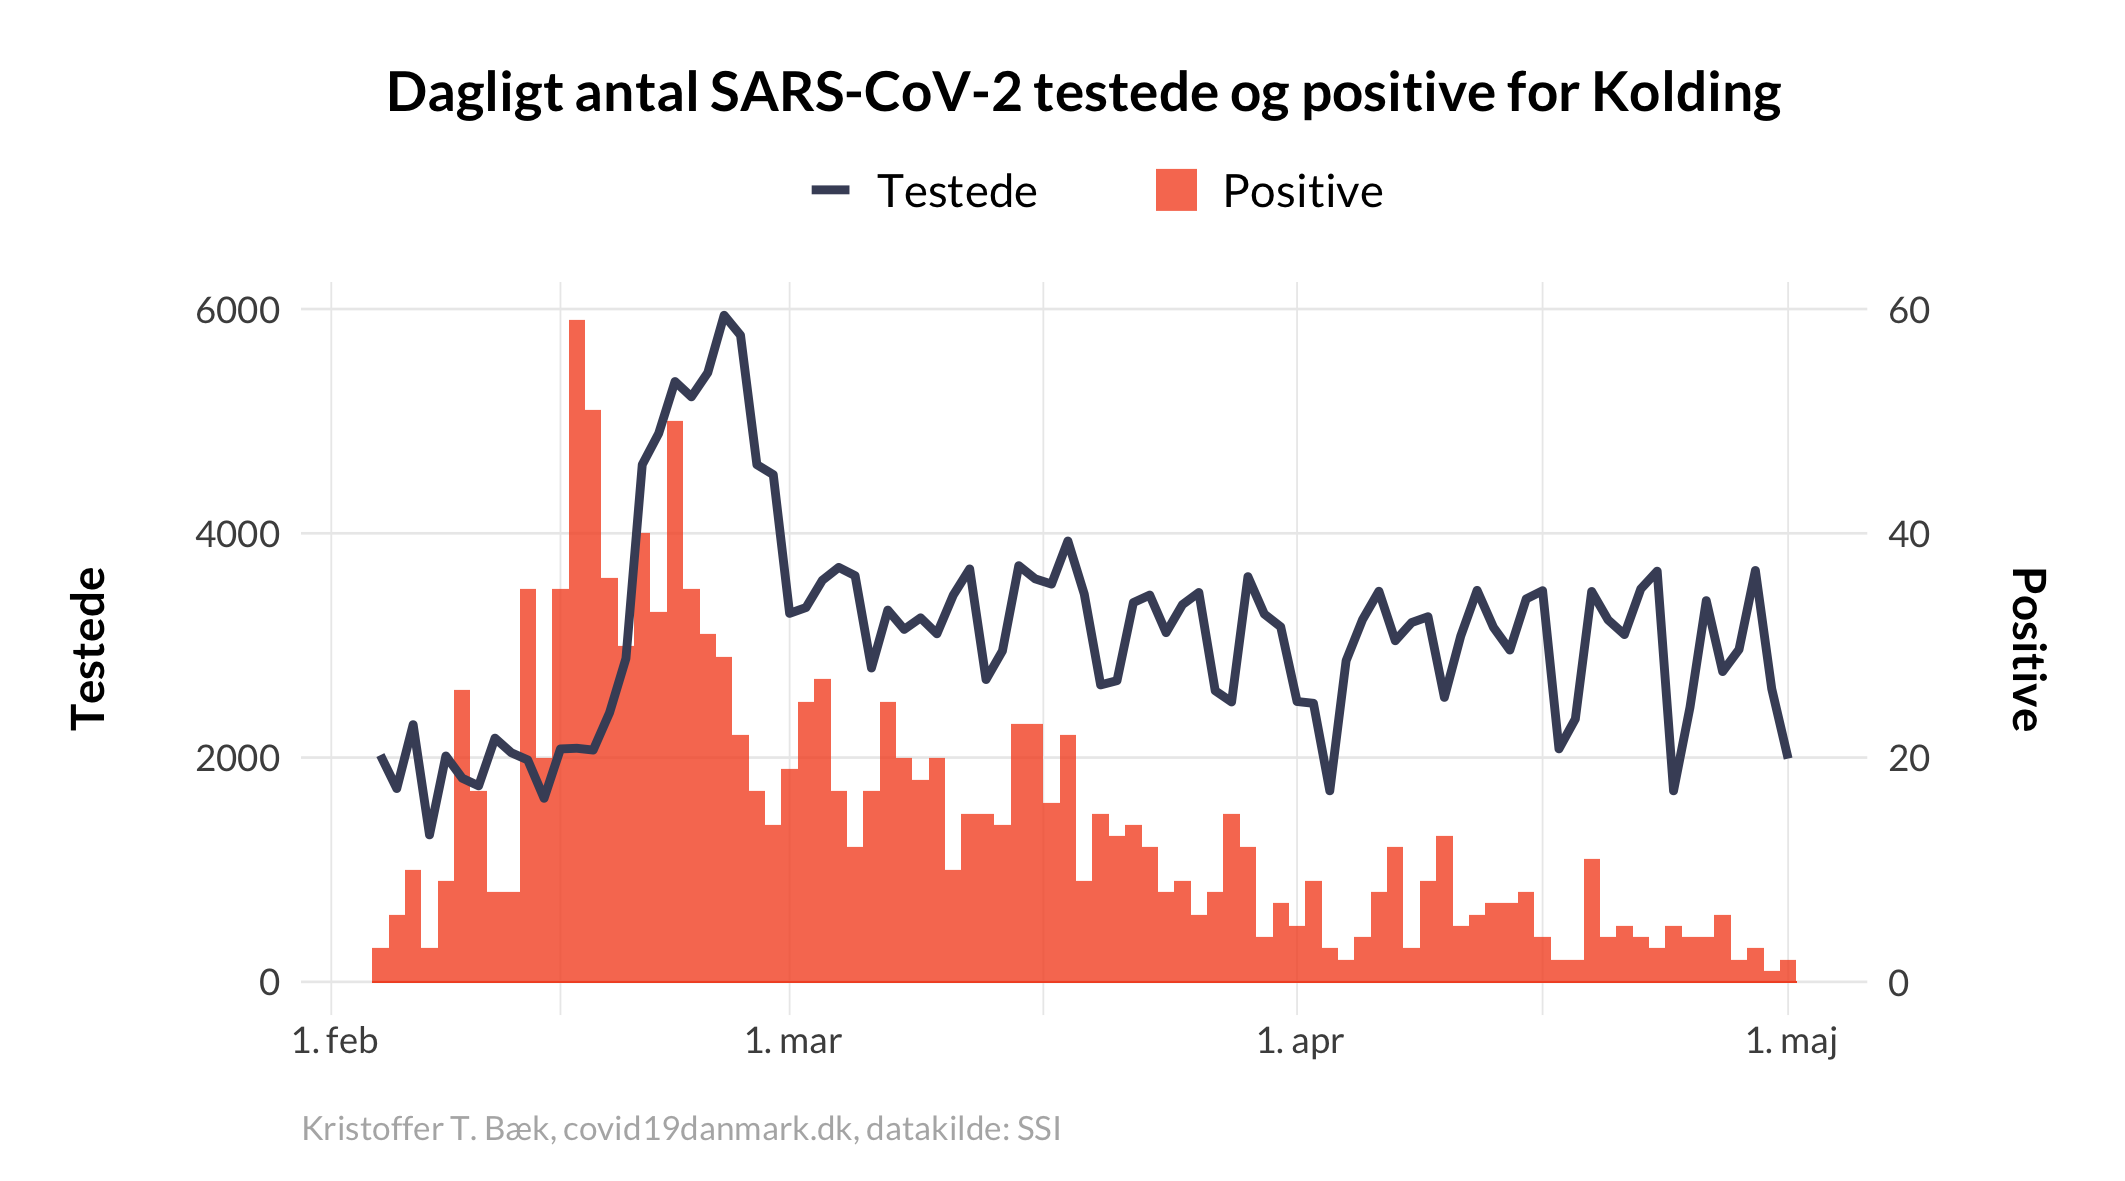 Dagligt antal SARS-CoV-2 testede og positive for Kolding
Testede Positive
6000 60
4000 40
2000 20
0 0
Testede
Positive
1. feb 1. mar 1. apr 1. maj
Kristoffer T. Bæk, covid19danmark.dk, datakilde: SSI